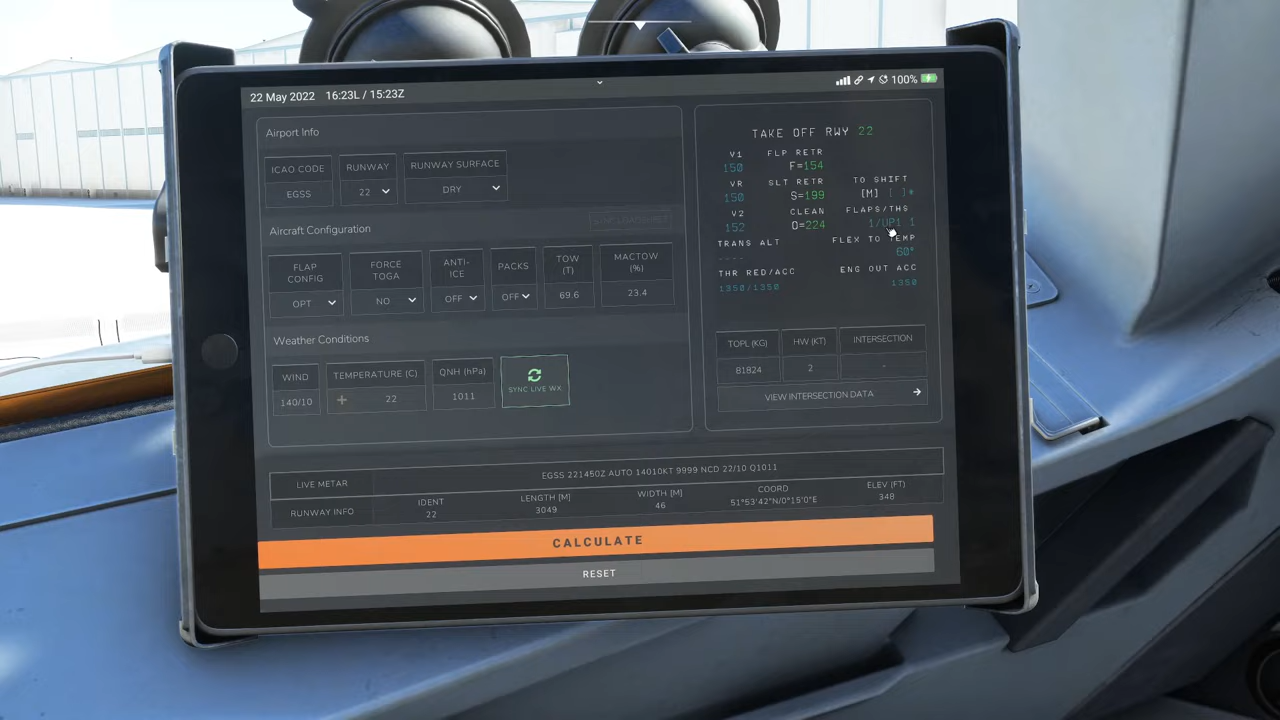 22 May 2022 16:23L / 15:23Z
100%
Airport Info
ICAO CODE
EGSS
RUNWAY
22
RUNWAY SURFACE
DRY
Aircraft Configuration
SYNC LOADSHEET
FLAP CONFIG
OPT
FORCE TOGA
NO
ANTI-ICE
OFF
PACKS
OFF
TOW (T)
69.6
MACTOW (%)
23.4
Weather Conditions
WIND
140/10
TEMPERATURE (C)
+ 22
QNH (hPa)
1011
SYNC LIVE WX
TAKE OFF RWY 22
V1 FLP RETR
150 F=154
VR SLT RETR TO SHIFT
150 S=199 [M] [ ]*
V2 CLEAN FLAPS/THS
152 O=224 1/UP1.1
TRANS ALT FLEX TO TEMP
---- 60°
THR RED/ACC ENG OUT ACC
1350/1350 1350
TOPL (KG)
81824
HW (KT)
2
INTERSECTION
-
VIEW INTERSECTION DATA →
LIVE METAR EGSS 221450Z AUTO 14010KT 9999 NCD 22/10 Q1011
RUNWAY INFO
IDENT
22
LENGTH [M]
3049
WIDTH [M]
46
COORD
51°53'42"N/0°15'0"E
ELEV (FT)
348
CALCULATE
RESET